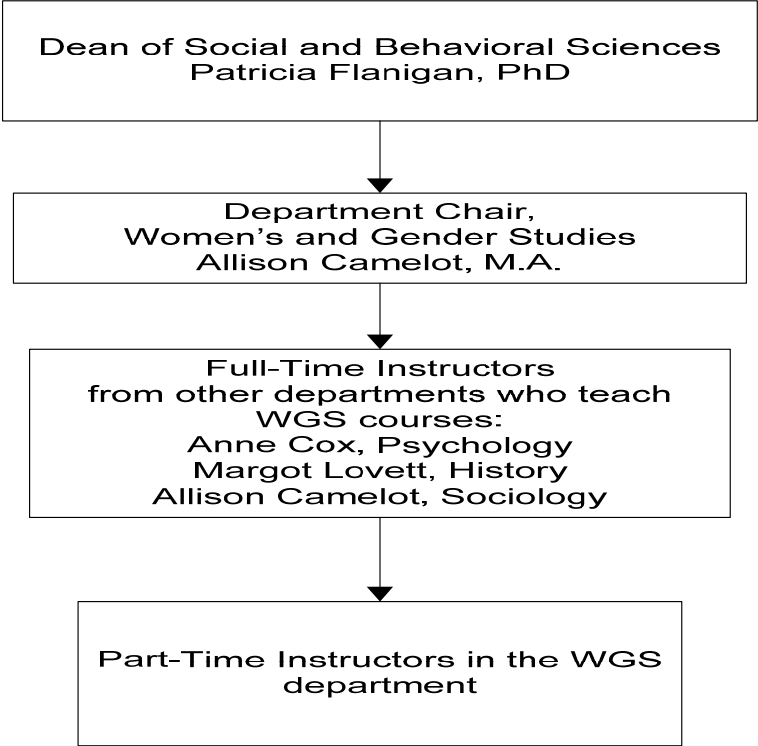 Dean of Social and Behavioral Sciences
Patricia Flanigan, PhD
Department Chair,
Women’s and Gender Studies
Allison Camelot, M.A.
Full-Time Instructors
from other departments who teach
WGS courses:
Anne Cox, Psychology
Margot Lovett, History
Allison Camelot, Sociology
Part-Time Instructors in the WGS
department